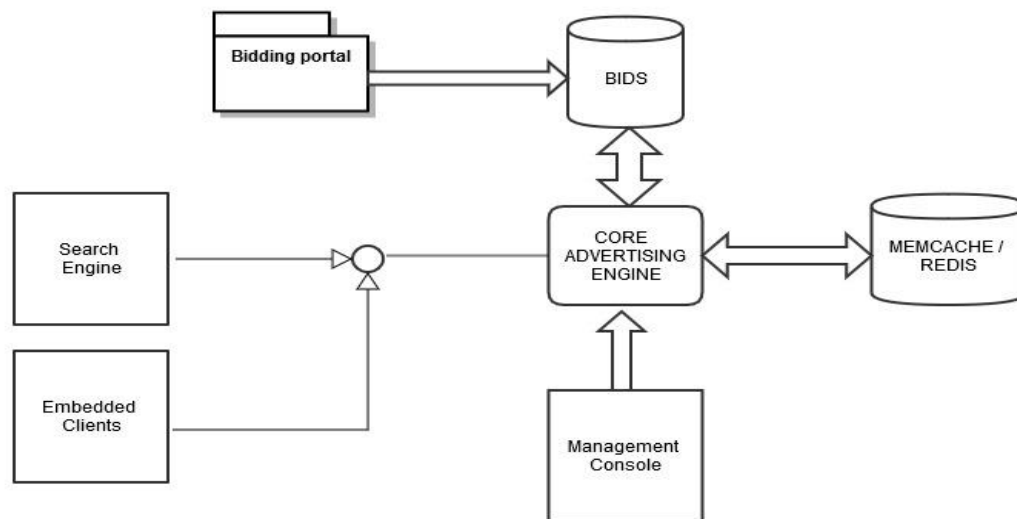 Bidding portal
BIDS
Search
Engine
CORE
ADVERTISING
ENGINE
MEMCACHE /
REDIS
Embedded
Clients
Management
Console